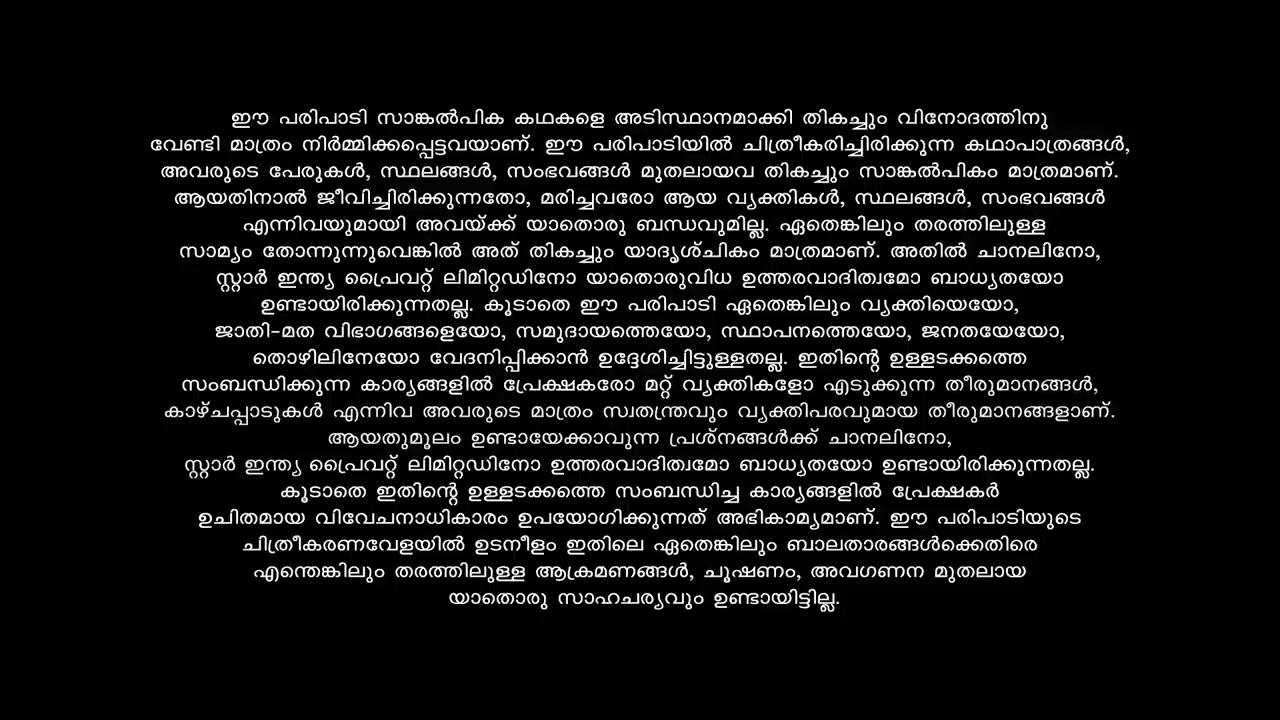 ഈ പരിപാടി സാങ്കൽപിക കഥകളെ അടിസ്ഥാനമാക്കി തികച്ചും വിനോദത്തിനു
വേണ്ടി മാത്രം നിർമ്മിക്കപ്പെട്ടവയാണ്. ഈ പരിപാടിയിൽ ചിത്രീകരിച്ചിരിക്കുന്ന കഥാപാത്രങ്ങൾ,
അവരുടെ പേരുകൾ, സ്ഥലങ്ങൾ, സംഭവങ്ങൾ മുതലായവ തികച്ചും സാങ്കൽപികം മാത്രമാണ്.
ആയതിനാൽ ജീവിച്ചിരിക്കുന്നതോ, മരിച്ചവരോ ആയ വ്യക്തികൾ, സ്ഥലങ്ങൾ, സംഭവങ്ങൾ
എന്നിവയുമായി അവയ്ക്ക് യാതൊരു ബന്ധവുമില്ല. ഏതെങ്കിലും തരത്തിലുള്ള
സാമ്യം തോന്നുന്നുവെങ്കിൽ അത് തികച്ചും യാദൃശ്ചികം മാത്രമാണ്. അതിൽ ചാനലിനോ,
സ്റ്റാർ ഇന്ത്യ പ്രൈവറ്റ് ലിമിറ്റഡിനോ യാതൊരുവിധ ഉത്തരവാദിത്വമോ ബാധ്യതയോ
ഉണ്ടായിരിക്കുന്നതല്ല. കൂടാതെ ഈ പരിപാടി ഏതെങ്കിലും വ്യക്തിയെയോ,
ജാതി-മത വിഭാഗങ്ങളെയോ, സമുദായത്തെയോ, സ്ഥാപനത്തെയോ, ജനതയേയോ,
തൊഴിലിനേയോ വേദനിപ്പിക്കാൻ ഉദ്ദേശിച്ചിട്ടുള്ളതല്ല. ഇതിന്റെ ഉള്ളടക്കത്തെ
സംബന്ധിക്കുന്ന കാര്യങ്ങളിൽ പ്രേക്ഷകരോ മറ്റ് വ്യക്തികളോ എടുക്കുന്ന തീരുമാനങ്ങൾ,
കാഴ്ചപ്പാടുകൾ എന്നിവ അവരുടെ മാത്രം സ്വതന്ത്രവും വ്യക്തിപരവുമായ തീരുമാനങ്ങളാണ്.
ആയതുമൂലം ഉണ്ടായേക്കാവുന്ന പ്രശ്നങ്ങൾക്ക് ചാനലിനോ,
സ്റ്റാർ ഇന്ത്യ പ്രൈവറ്റ് ലിമിറ്റഡിനോ ഉത്തരവാദിത്വമോ ബാധ്യതയോ ഉണ്ടായിരിക്കുന്നതല്ല.
കൂടാതെ ഇതിന്റെ ഉള്ളടക്കത്തെ സംബന്ധിച്ച കാര്യങ്ങളിൽ പ്രേക്ഷകർ
ഉചിതമായ വിവേചനാധികാരം ഉപയോഗിക്കുന്നത് അഭികാമ്യമാണ്. ഈ പരിപാടിയുടെ
ചിത്രീകരണവേളയിൽ ഉടനീളം ഇതിലെ ഏതെങ്കിലും ബാലതാരങ്ങൾക്കെതിരെ
എന്തെങ്കിലും തരത്തിലുള്ള ആക്രമണങ്ങൾ, ചൂഷണം, അവഗണന മുതലായ
യാതൊരു സാഹചര്യവും ഉണ്ടായിട്ടില്ല.